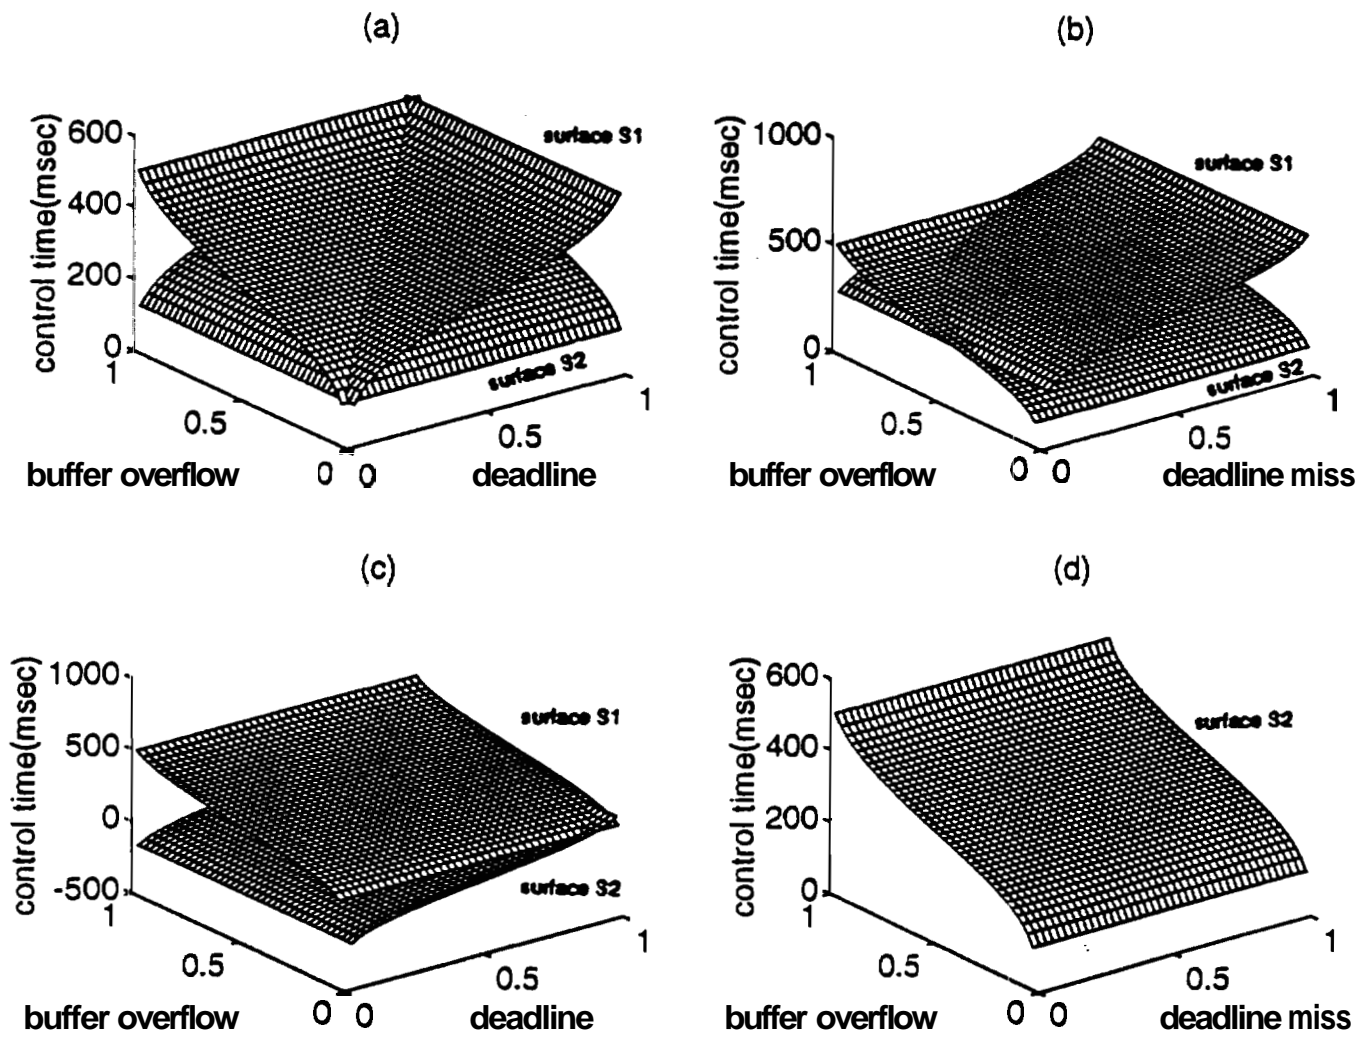 (a)
(b)
control time(msec)
600
400
200
0
1
0.5
0
0
0.5
1
surface S1
surface S2
buffer overflow
deadline
control time(msec)
1000
500
0
1
0.5
0
0
0.5
1
surface S1
surface S2
buffer overflow
deadline miss
(c)
(d)
control time(msec)
1000
500
0
-500
1
0.5
0
0
0.5
1
surface S1
surface S2
buffer overflow
deadline
control time(msec)
600
400
200
0
1
0.5
0
0
0.5
1
surface S2
buffer overflow
deadline miss